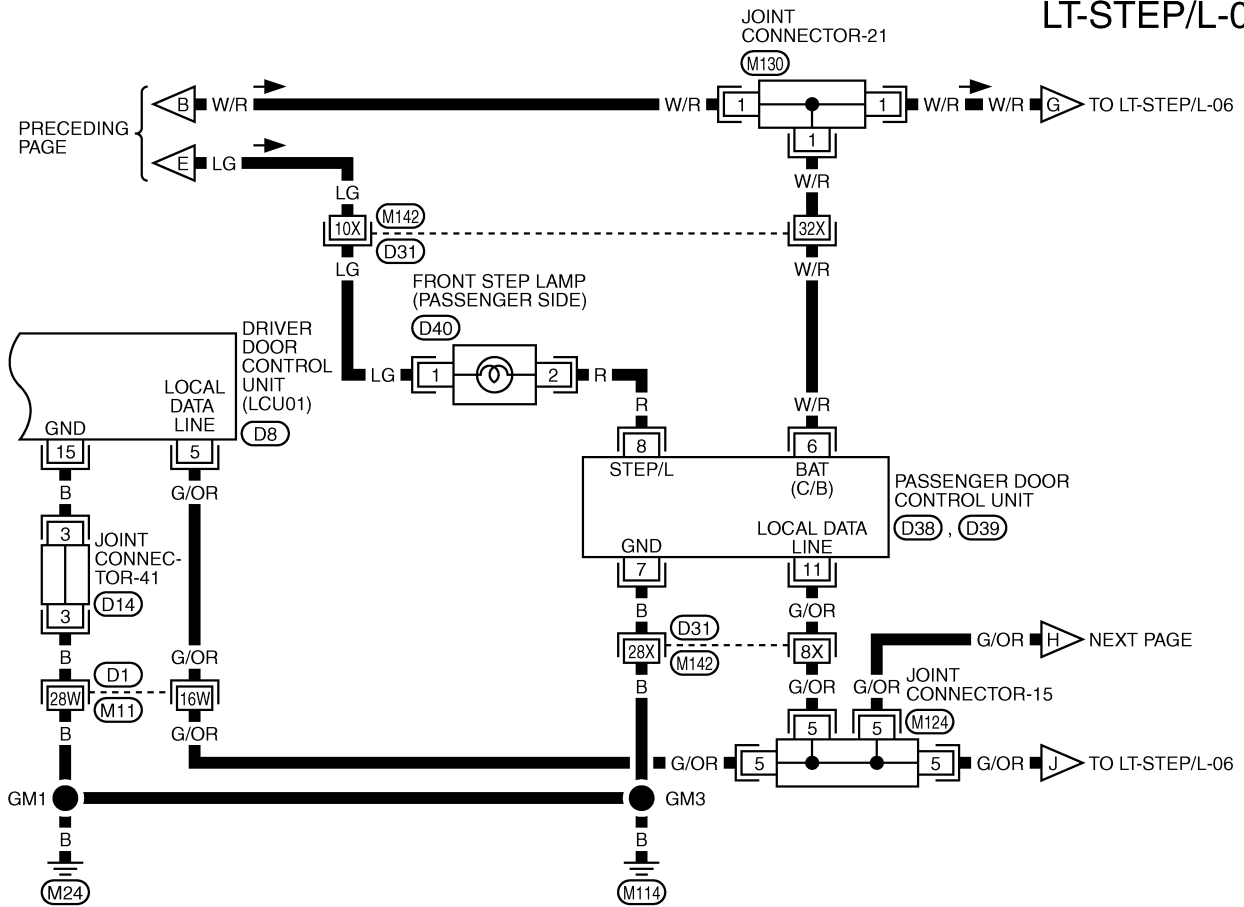 LT-STEP/L-0
JOINT
CONNECTOR-21
M130
PRECEDING
PAGE
B W/R W/R 1 1 W/R W/R G TO LT-STEP/L-06
1
W/R
E LG
LG
10X
M142
D31
32X
LG
W/R
FRONT STEP LAMP
(PASSENGER SIDE)
D40
LG 1 2 R
R
W/R
DRIVER
DOOR
CONTROL
UNIT
(LCU01)
D8
LOCAL
DATA
LINE
GND
15 5
B G/OR
8 6
STEP/L BAT
(C/B)
PASSENGER DOOR
CONTROL UNIT
D38 , D39
LOCAL DATA
LINE
GND
7 11
B G/OR
3
JOINT
CONNEC-
TOR-41
D14
3
B G/OR
D1
M11
28W 16W
B G/OR
D31
M142
28X 8X
B G/OR G/OR
G/OR H NEXT PAGE
JOINT
CONNECTOR-15
M124
5 5
G/OR 5 5 G/OR J TO LT-STEP/L-06
GM1 GM3
B B
M24 M114